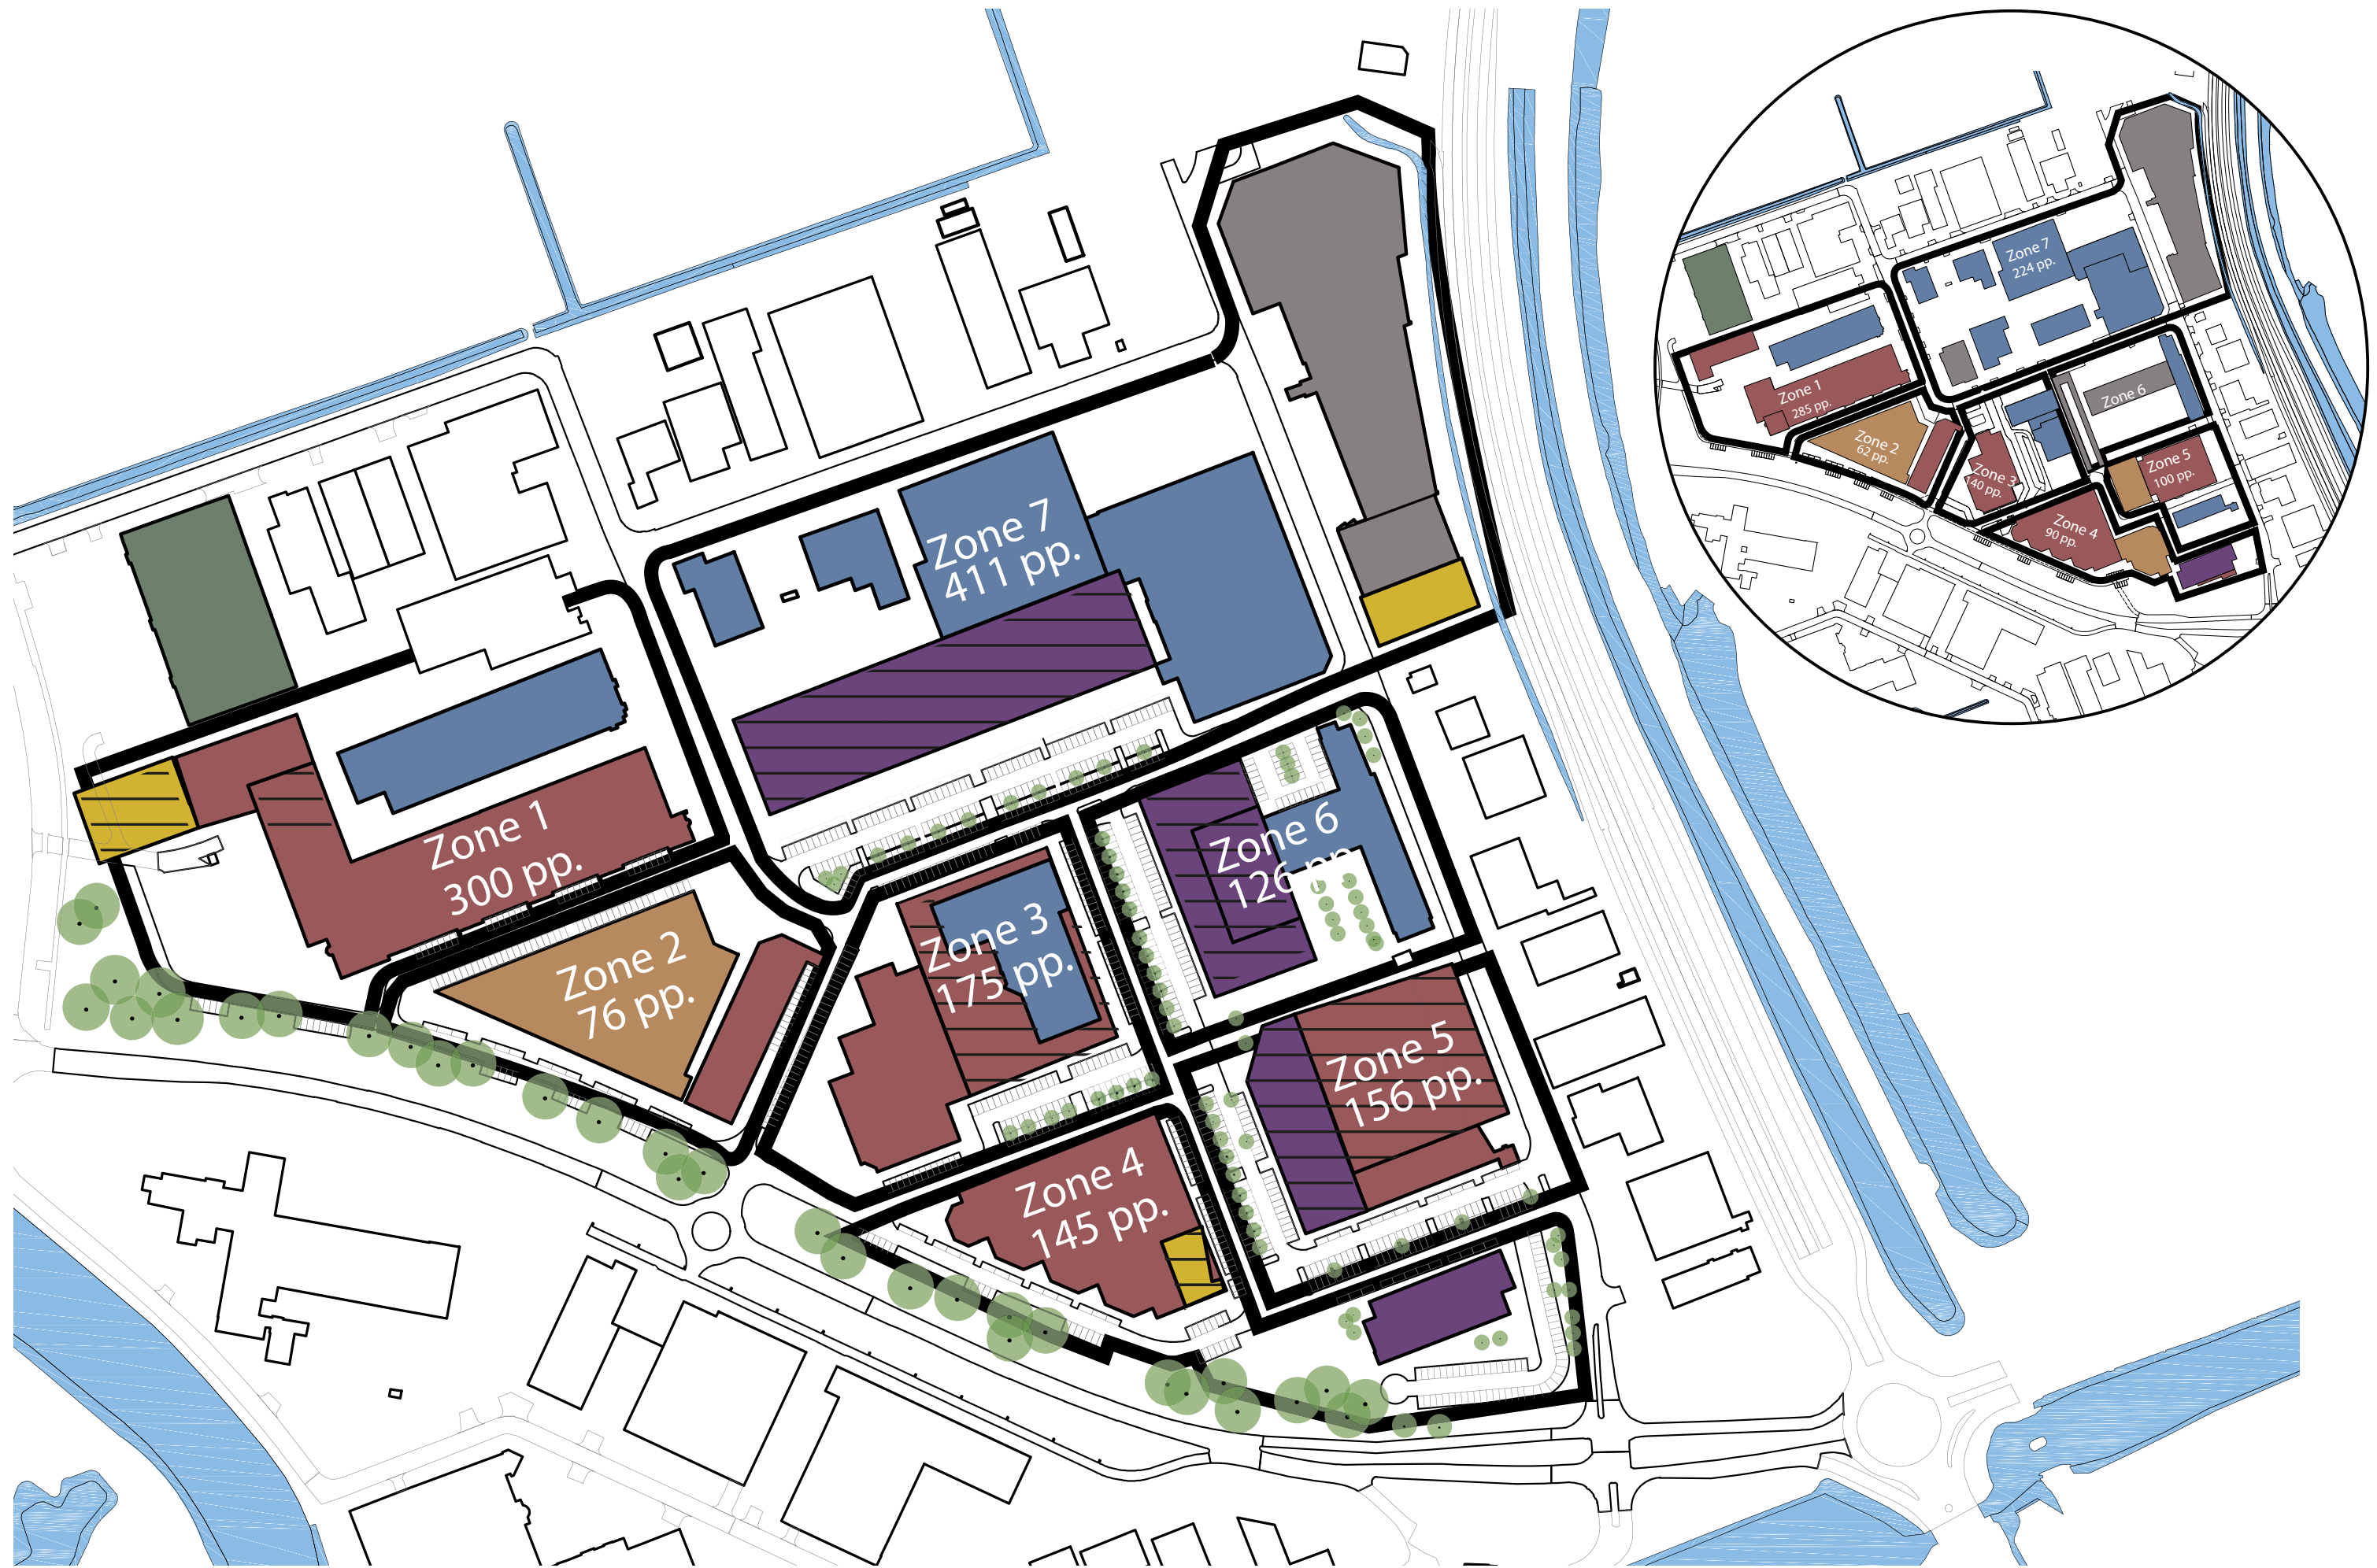 Zone 7
411 pp.
Zone 1
300 pp.
Zone 2
76 pp.
Zone 3
175 pp.
Zone 6
126 pp.
Zone 5
156 pp.
Zone 4
145 pp.
Zone 7
224 pp.
Zone 1
285 pp.
Zone 2
62 pp.
Zone 3
140 pp.
Zone 6
Zone 5
100 pp.
Zone 4
90 pp.